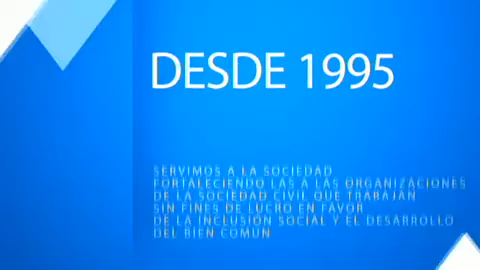 DESDE 1995
SERVIMOS A LA SOCIEDAD
FORTALECIENDO LAS A LAS ORGANIZACIONES
DE LA SOCIEDAD CIVIL QUE TRABAJAN
SIN FINES DE LUCRO EN FAVOR
DE LA INCLUSIÓN SOCIAL Y EL DESARROLLO
DEL BIEN COMÚN